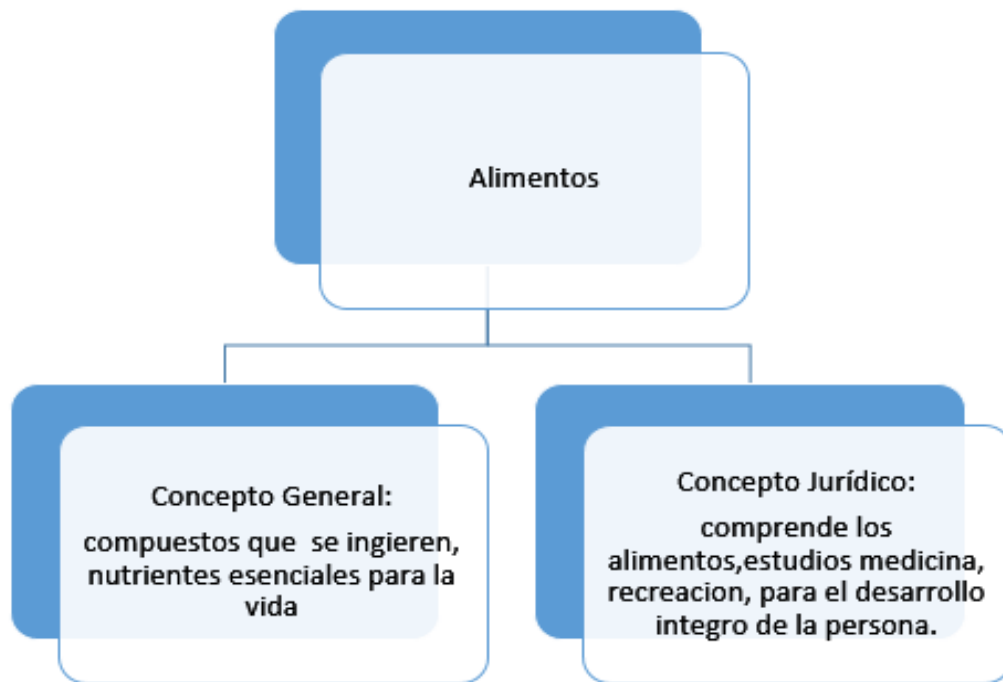 Alimentos
Concepto General:
compuestos que se ingieren,
nutrientes esenciales para la
vida
Concepto Jurídico:
comprende los
alimentos,estudios medicina,
recreacion, para el desarrollo
integro de la persona.